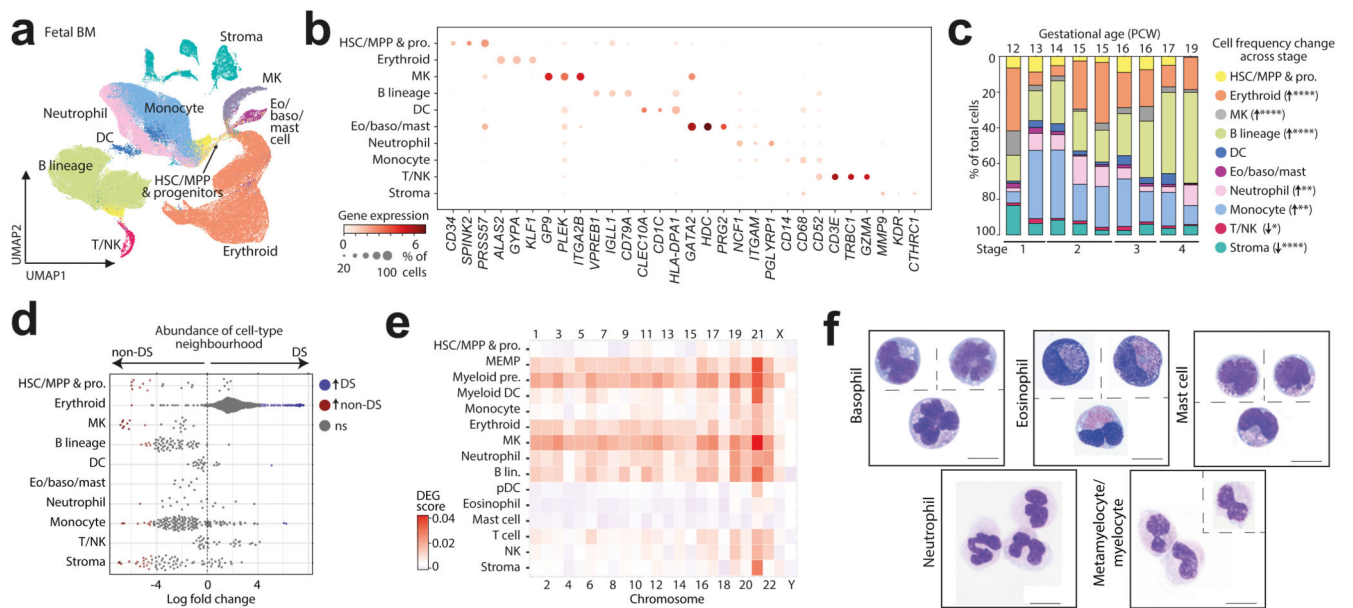 a
Fetal BM
Stroma
MK
Eo/
baso/
mast
cell
Monocyte
Neutrophil
DC
B lineage
HSC/MPP
& progenitors
T/NK
Erythroid
UMAP2
UMAP1
b
HSC/MPP & pro.
Erythroid
MK
B lineage
DC
Eo/baso/mast
Neutrophil
Monocyte
T/NK
Stroma
Gene expression
0 5
% of
cells
20 100
CD34
SPINK2
PRSS57
ALAS2
GYPA
KLF1
GP9
PLEK
ITGA2B
VPREB1
IGLL1
CD79A
CLEC10A
CD1C
HLA-DPA1
GATA2
HDC
PRG2
NCF1
ITGAM
PGLYRP1
CD14
CD68
CD52
CD3E
TRBC1
GZMA
MMP9
KDR
CTHRC1
c
Gestational age (PCW)
12 13 14 15 15 16 16 17 19
% of total cells
0
20
40
60
80
100
Stage 1 2 3 4
Cell frequency change
across stage
HSC/MPP & pro.
Erythroid (↑****)
MK (↑****)
B lineage (↑****)
DC
Eo/baso/mast
Neutrophil (↑**)
Monocyte (↑**)
T/NK (↓*)
Stroma (↓****)
d
Abundance of cell-type
neighbourhood
non-DS DS
HSC/MPP & pro.
Erythroid
MK
B lineage
DC
Eo/baso/mast
Neutrophil
Monocyte
T/NK
Stroma
↑DS
↑non-DS
ns
-4 0 4 8
Log fold change
e
1 3 5 7 9 11 13 15 17 19 21 X
HSC/MPP & pro.
MEMP
Myeloid pre.
Myeloid DC
Monocyte
Erythroid
MK
Neutrophil
B lin.
pDC
Eosinophil
Mast cell
T cell
NK
Stroma
DEG
score
0.04
0.02
0
2 4 6 8 10 12 14 16 18 20 22 Y
Chromosome
f
Basophil
Eosinophil
Mast cell
Neutrophil
Metamyelocyte/
myelocyte